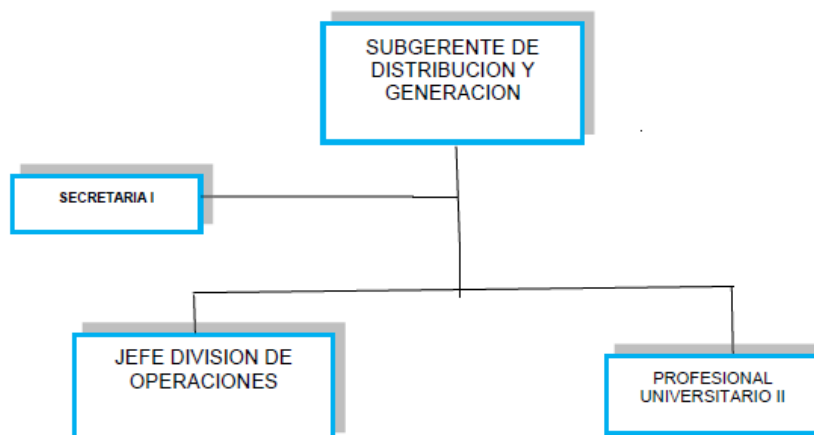 SUBGERENTE DE
DISTRIBUCION Y
GENERACION
SECRETARIA I
JEFE DIVISION DE
OPERACIONES
PROFESIONAL
UNIVERSITARIO II